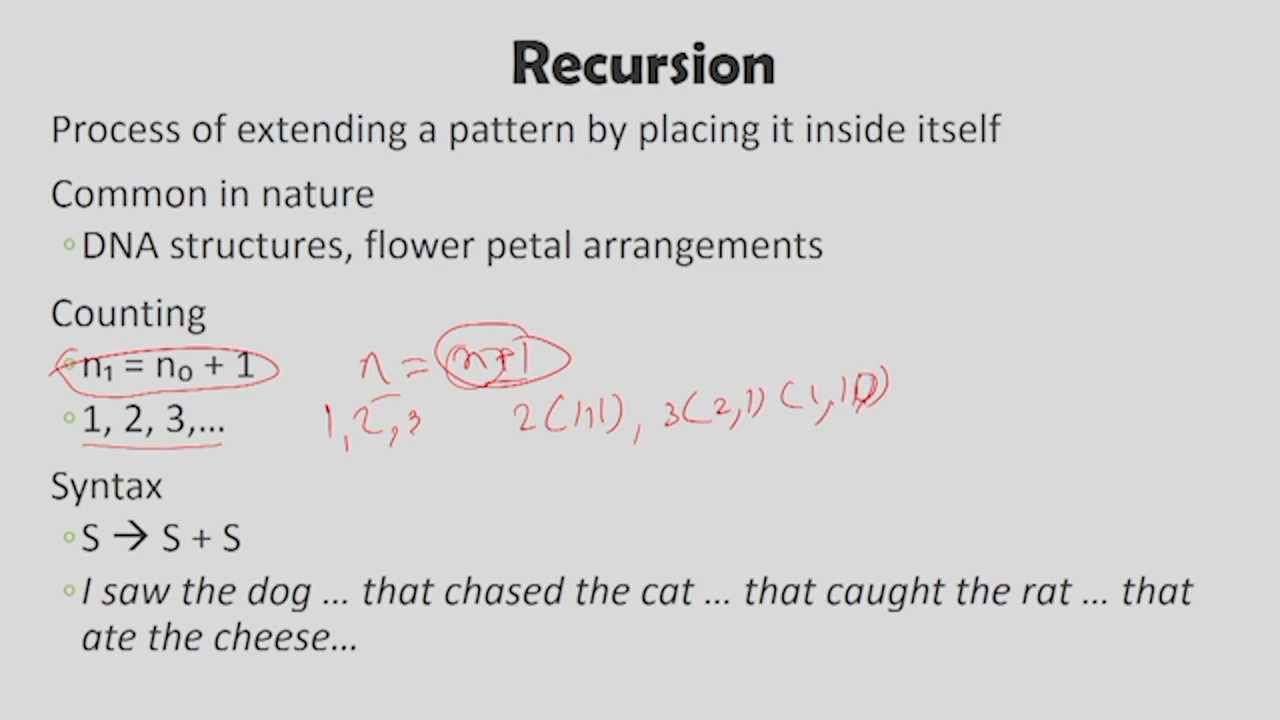 Recursion
Process of extending a pattern by placing it inside itself
Common in nature
◦ DNA structures, flower petal arrangements
Counting
◦ n₁ = n₀ + 1 n = n+1
◦ 1, 2, 3,... 1, 2, 3 2(1,1), 3(2,1) (1,1)
Syntax
◦ S → S + S
◦ I saw the dog ... that chased the cat ... that caught the rat ... that
ate the cheese...